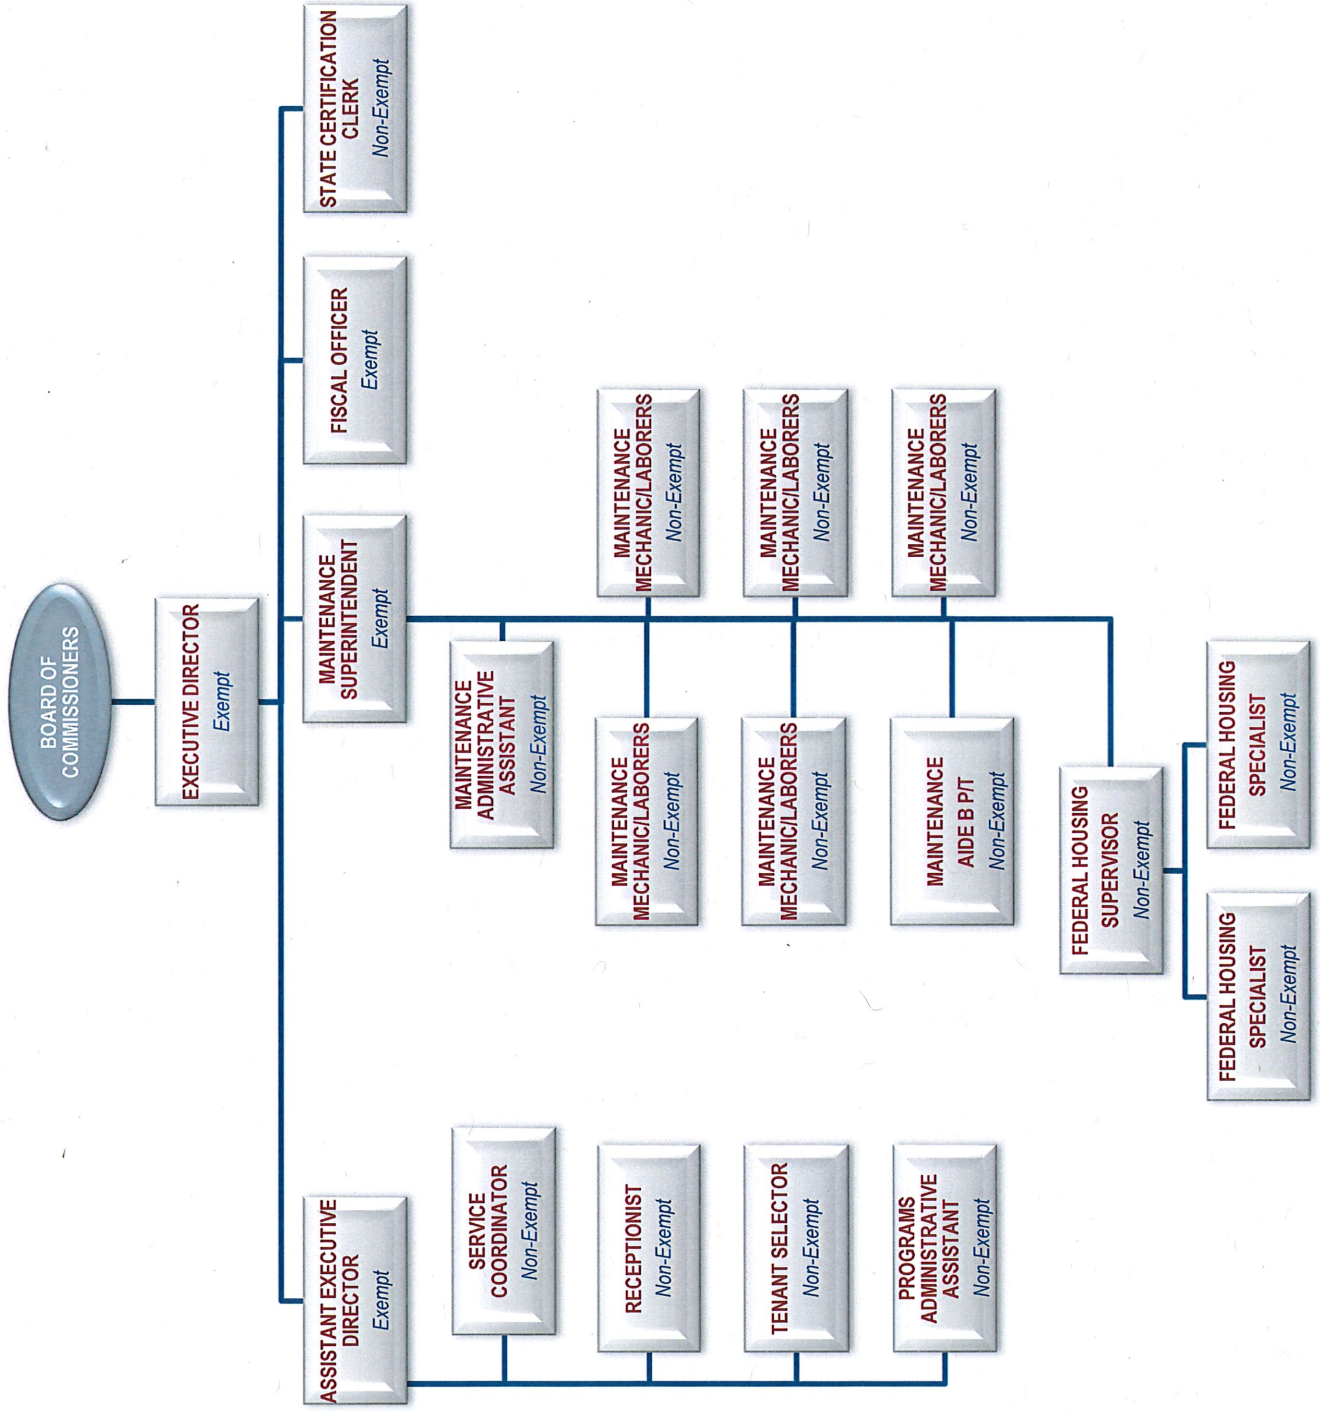 BOARD OF
COMMISSIONERS
EXECUTIVE DIRECTOR
Exempt
ASSISTANT EXECUTIVE
DIRECTOR
Exempt
MAINTENANCE
SUPERINTENDENT
Exempt
FISCAL OFFICER
Exempt
STATE CERTIFICATION
CLERK
Non-Exempt
SERVICE
COORDINATOR
Non-Exempt
RECEPTIONIST
Non-Exempt
TENANT SELECTOR
Non-Exempt
PROGRAMS
ADMINISTRATIVE
ASSISTANT
Non-Exempt
MAINTENANCE
ADMINISTRATIVE
ASSISTANT
Non-Exempt
MAINTENANCE
MECHANIC/LABORERS
Non-Exempt
MAINTENANCE
MECHANIC/LABORERS
Non-Exempt
MAINTENANCE
MECHANIC/LABORERS
Non-Exempt
MAINTENANCE
MECHANIC/LABORERS
Non-Exempt
MAINTENANCE
AIDE B P/T
Non-Exempt
MAINTENANCE
MECHANIC/LABORERS
Non-Exempt
FEDERAL HOUSING
SUPERVISOR
Non-Exempt
FEDERAL HOUSING
SPECIALIST
Non-Exempt
FEDERAL HOUSING
SPECIALIST
Non-Exempt